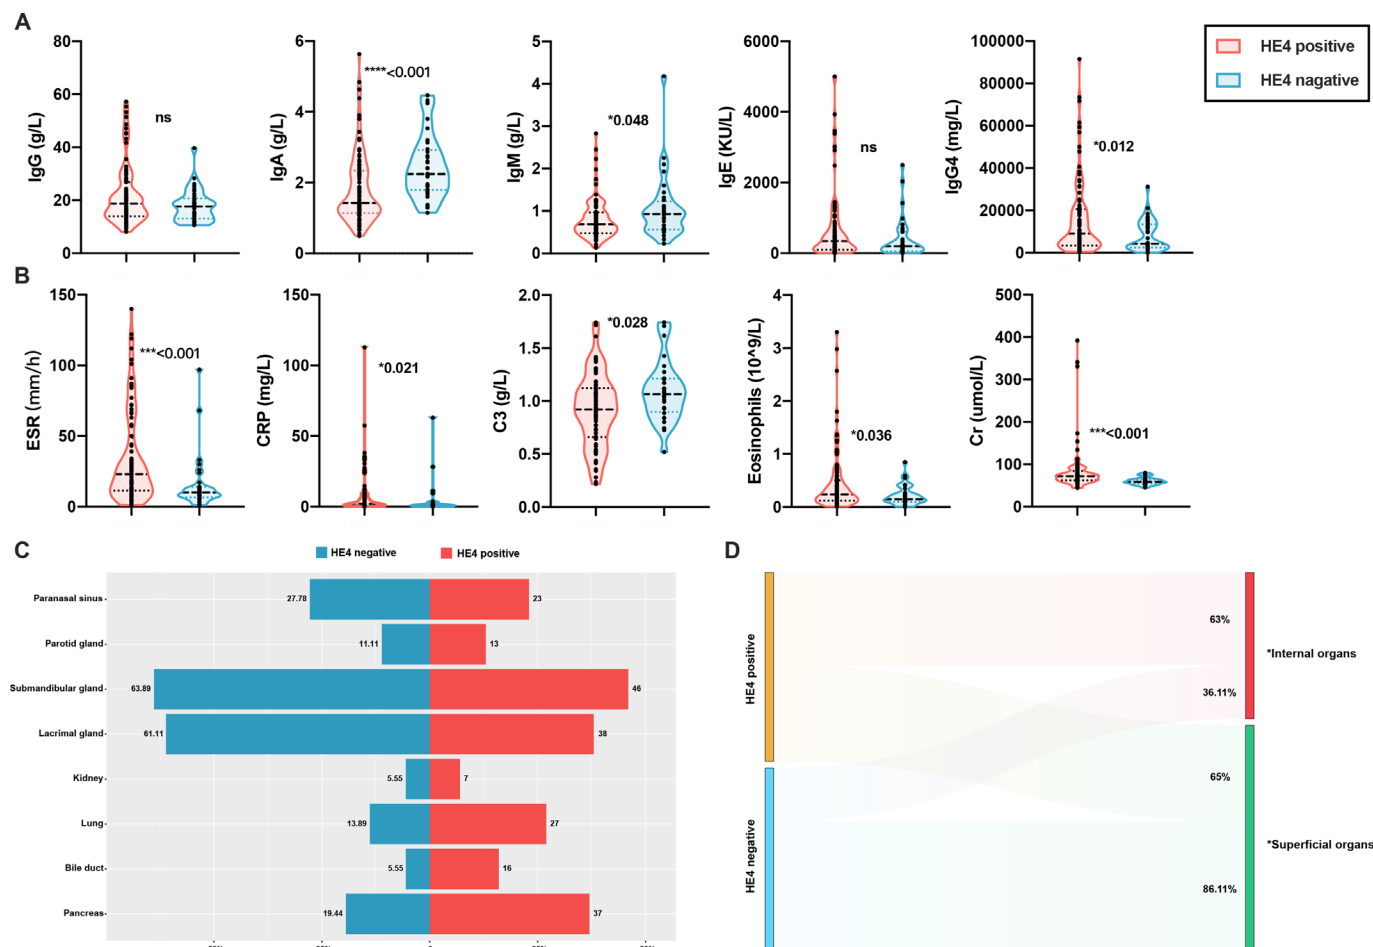 A
80
60
40
20
0
IgG (g/L)
ns
6
4
2
0
IgA (g/L)
****<0.001
5
4
3
2
1
0
IgM (g/L)
*0.048
6000
4000
2000
0
IgE (KU/L)
ns
100000
80000
60000
40000
20000
0
IgG4 (mg/L)
*0.012
HE4 positive
HE4 nagative
B
150
100
50
0
ESR (mm/h)
***<0.001
150
100
50
0
CRP (mg/L)
*0.021
2.0
1.5
1.0
0.5
0.0
C3 (g/L)
*0.028
4
3
2
1
0
Eosinophils (10^9/L)
*0.036
500
400
300
200
100
0
Cr (umol/L)
***<0.001
C
HE4 negative HE4 positive
Paranasal sinus 27.78 23
Parotid gland 11.11 13
Submandibular gland 63.89 46
Lacrimal gland 61.11 38
Kidney 5.55 7
Lung 13.89 27
Bile duct 5.55 16
Pancreas 19.44 37
D
HE4 positive
HE4 negative
63%
36.11%
65%
86.11%
*Internal organs
*Superficial organs